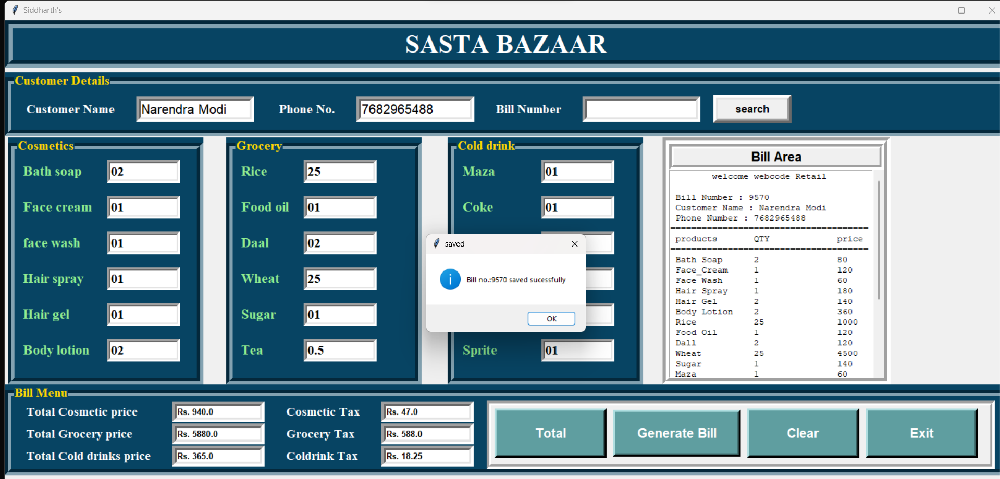 Siddharth's
SASTA BAZAAR
Customer Details
Customer Name Narendra Modi Phone No. 7682965488 Bill Number search
Cosmetics
Bath soap 02
Face cream 01
face wash 01
Hair spray 01
Hair gel 01
Body lotion 02
Grocery
Rice 25
Food oil 01
Daal 02
Wheat 25
Sugar 01
Tea 0.5
Cold drink
Maza 01
Coke 01
Sprite 01
saved
Bill no.:9570 saved sucessfully
OK
Bill Area
welcome webcode Retail
Bill Number : 9570
Customer Name : Narendra Modi
Phone Number : 7682965488
======================================
products QTY price
======================================
Bath Soap 2 80
Face_Cream 1 120
Face Wash 1 60
Hair Spray 1 180
Hair Gel 2 140
Body Lotion 2 360
Rice 25 1000
Food Oil 1 120
Dall 2 120
Wheat 25 4500
Sugar 1 140
Maza 1 60
Bill Menu
Total Cosmetic price Rs. 940.0 Cosmetic Tax Rs. 47.0
Total Grocery price Rs. 5880.0 Grocery Tax Rs. 588.0
Total Cold drinks price Rs. 365.0 Coldrink Tax Rs. 18.25
Total Generate Bill Clear Exit